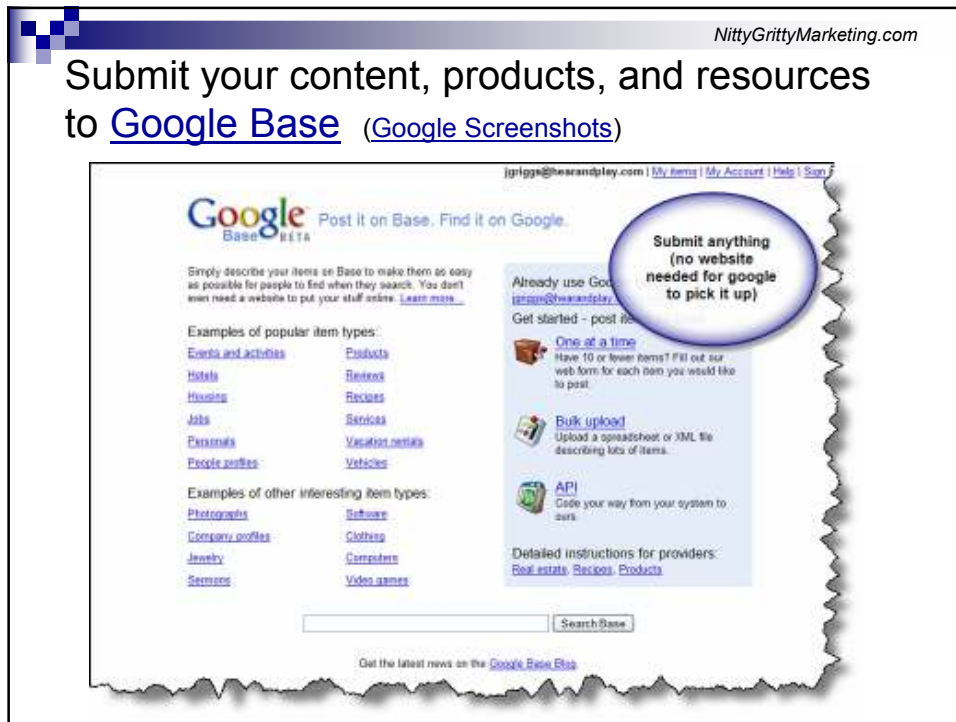 NittyGrittyMarketing.com
Submit your content, products, and resources
to Google Base (Google Screenshots)
jgriggs@hearandplay.com | My items | My Account | Help | Sign
Google
Base BETA
Post it on Base. Find it on Google.
Submit anything
(no website
needed for google
to pick it up)
Simply describe your items on Base to make them as easy
as possible for people to find when they search. You don't
even need a website to put your stuff online. Learn more...
Examples of popular item types:
Events and activities Products
Hotels Reviews
Housing Recipes
Jobs Services
Personals Vacation rentals
People profiles Vehicles
Examples of other interesting item types:
Photographs Software
Company profiles Clothing
Jewelry Computers
Sermons Video games
Already use Goo
jgriggs@hearandplay
Get started - post ite
One at a time
Have 10 or fewer items? Fill out our
web form for each item you would like
to post.
Bulk upload
Upload a spreadsheet or XML file
describing lots of items.
API
Code your way from your system to
ours.
Detailed instructions for providers:
Real estate, Recipes, Products
Search Base
Get the latest news on the Google Base Blog